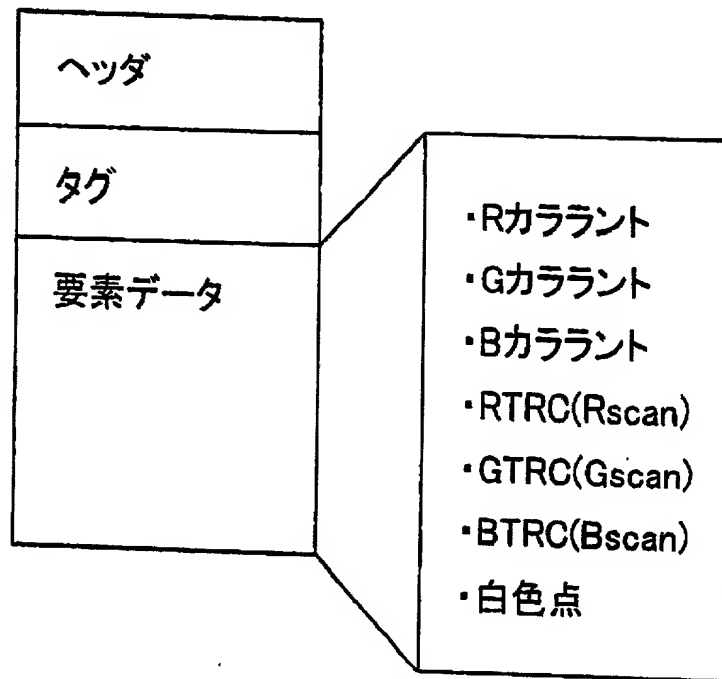 ヘッダ
タグ
要素データ
・Rカララント
・Gカララント
・Bカララント
・RTRC(Rscan)
・GTRC(Gscan)
・BTRC(Bscan)
・白色点